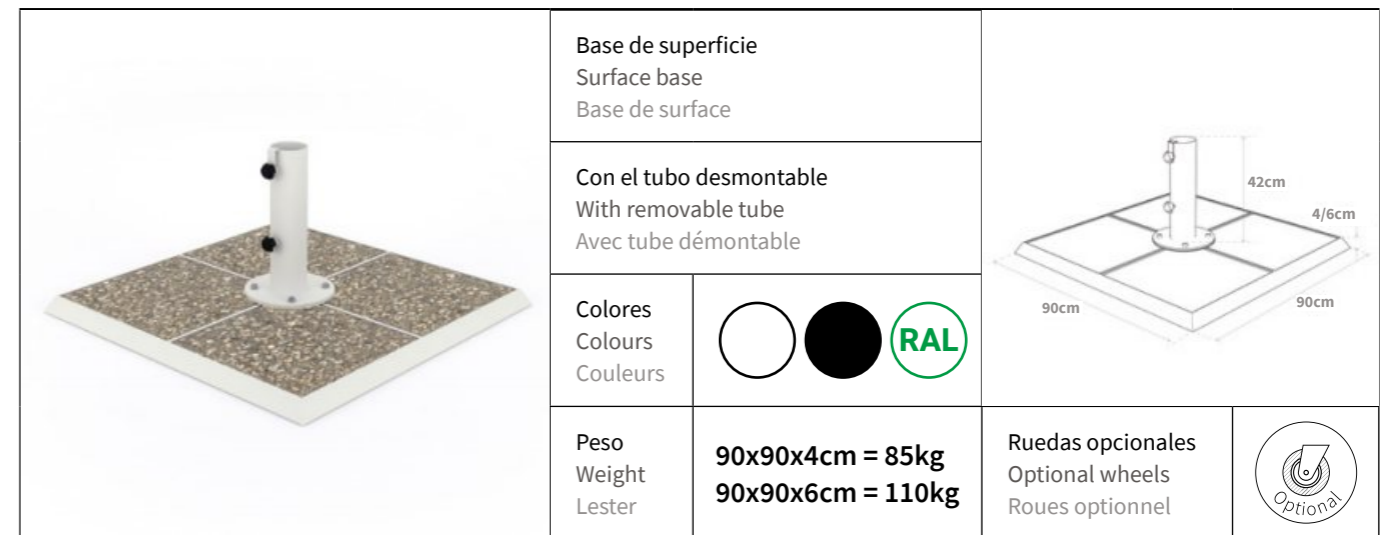 Base de superficie
Surface base
Base de surface
Con el tubo desmontable
With removable tube
Avec tube démontable
Colores
Colours
Couleurs
RAL
42cm
4/6cm
90cm
90cm
Peso
Weight
Lester
90x90x4cm = 85kg
90x90x6cm = 110kg
Ruedas opcionales
Optional wheels
Roues optionnel
Optional